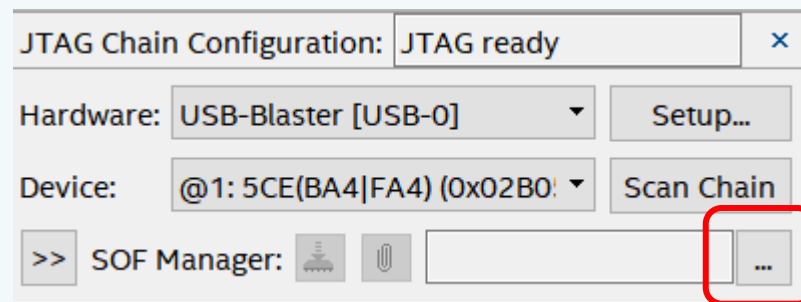 JTAG Chain Configuration: JTAG ready ×
Hardware: USB-Blaster [USB-0] Setup...
Device: @1: 5CE(BA4|FA4) (0x02B05 Scan Chain
>> SOF Manager: ...